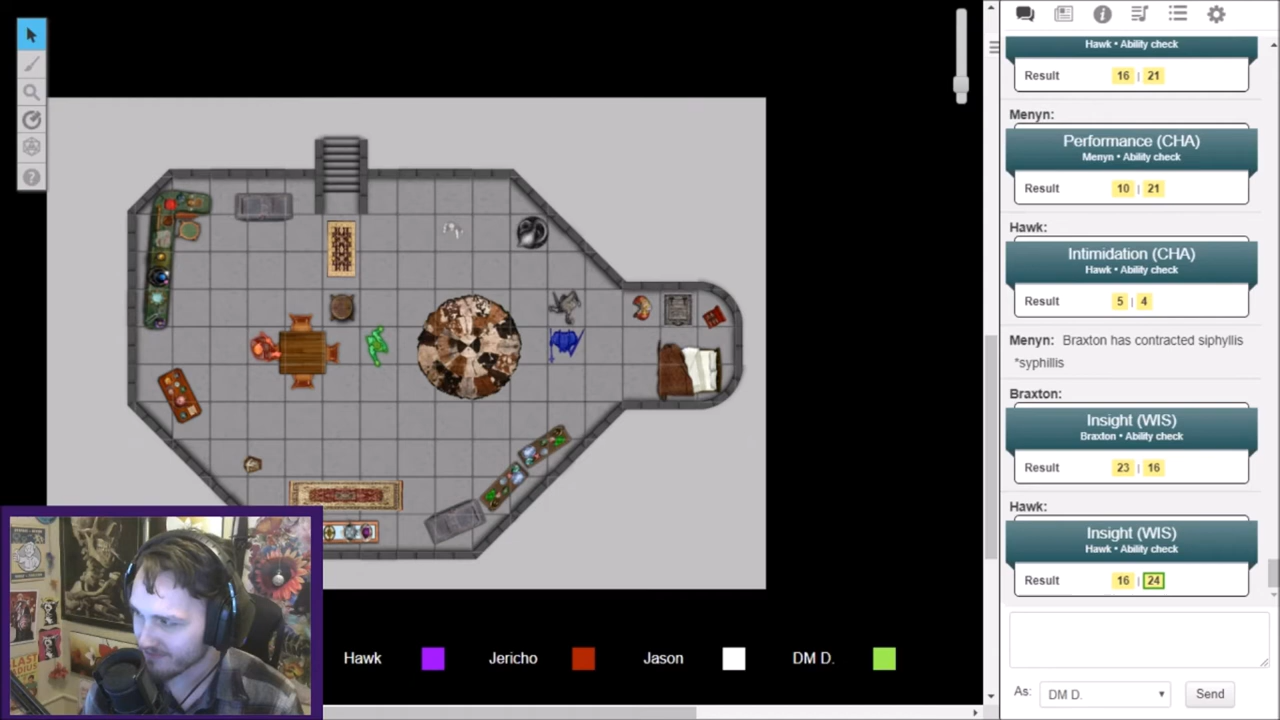 Hawk • Ability check
Result 16 | 21
Menyn:
Performance (CHA)
Menyn • Ability check
Result 10 | 21
Hawk:
Intimidation (CHA)
Hawk • Ability check
Result 5 | 4
Menyn: Braxton has contracted siphyllis
*syphillis
Braxton:
Insight (WIS)
Braxton • Ability check
Result 23 | 16
Hawk:
Insight (WIS)
Hawk • Ability check
Result 16 | 24
As: DM D. Send
Hawk Jericho Jason DM D.
LAST